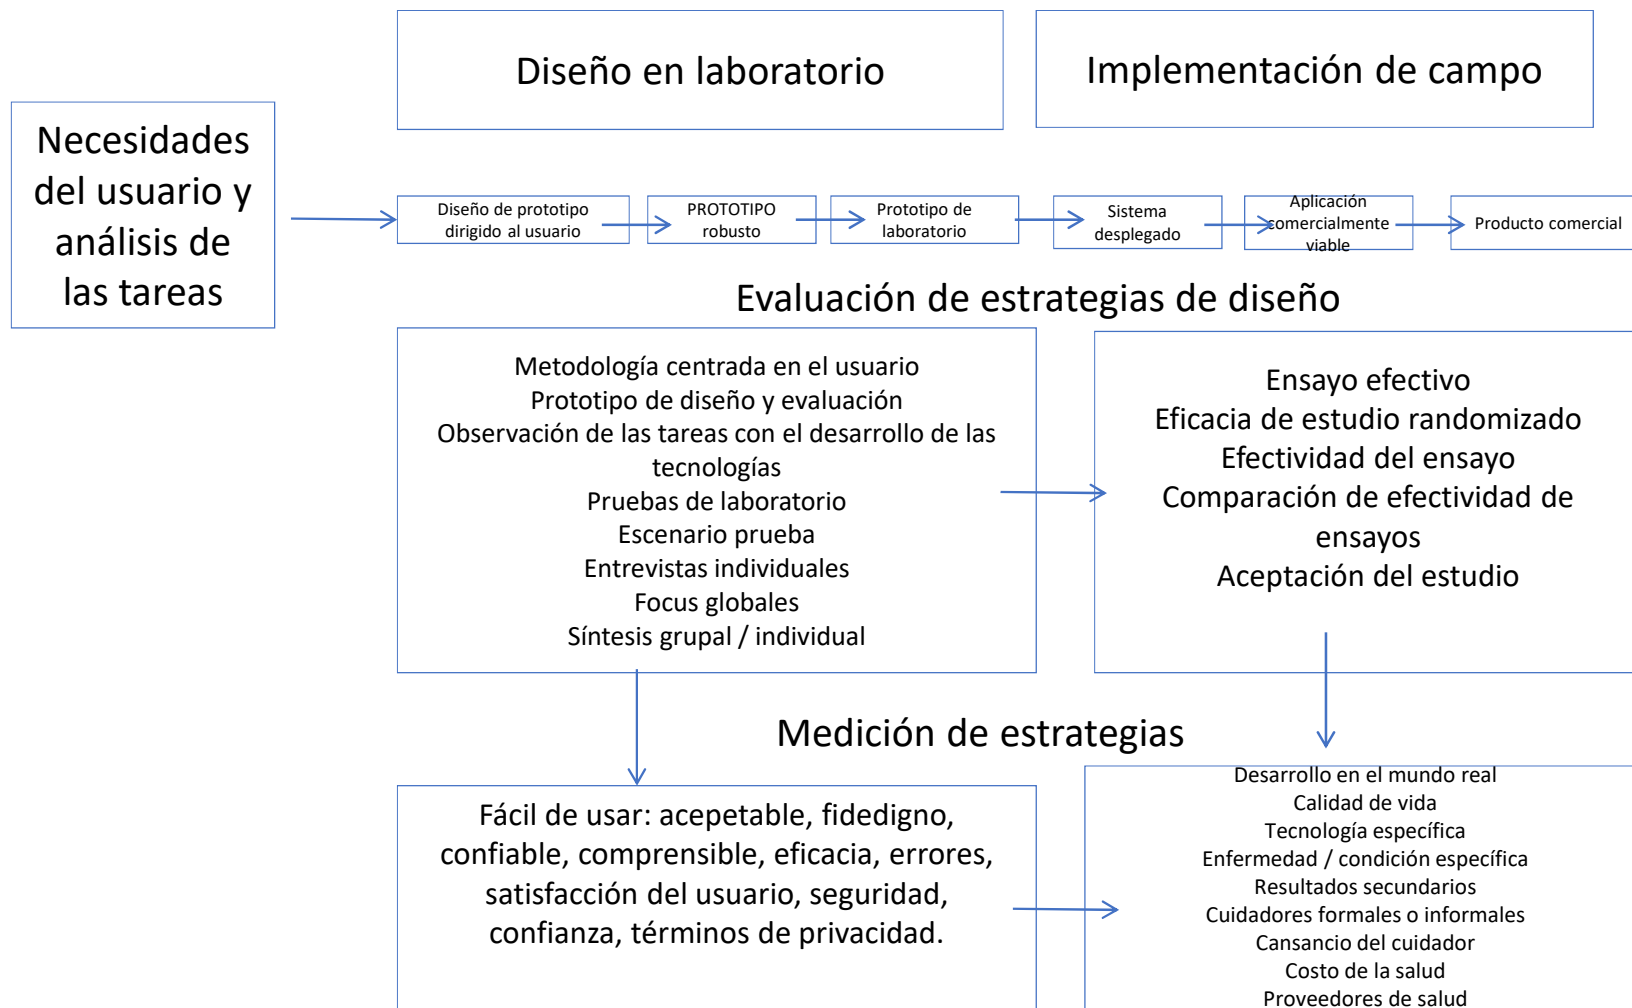 Diseño en laboratorio
Implementación de campo
Necesidades
del usuario y
análisis de
las tareas
Diseño de prototipo
dirigido al usuario
PROTOTIPO
robusto
Prototipo de
laboratorio
Sistema
desplegado
Aplicación
comercialmente
viable
Producto comercial
Evaluación de estrategias de diseño
Metodología centrada en el usuario
Prototipo de diseño y evaluación
Observación de las tareas con el desarrollo de las
tecnologías
Pruebas de laboratorio
Escenario prueba
Entrevistas individuales
Focus globales
Síntesis grupal / individual
Ensayo efectivo
Eficacia de estudio randomizado
Efectividad del ensayo
Comparación de efectividad de
ensayos
Aceptación del estudio
Medición de estrategias
Fácil de usar: acepetable, fidedigno,
confiable, comprensible, eficacia, errores,
satisfacción del usuario, seguridad,
confianza, términos de privacidad.
Desarrollo en el mundo real
Calidad de vida
Tecnología específica
Enfermedad / condición específica
Resultados secundarios
Cuidadores formales o informales
Cansancio del cuidador
Costo de la salud
Proveedores de salud